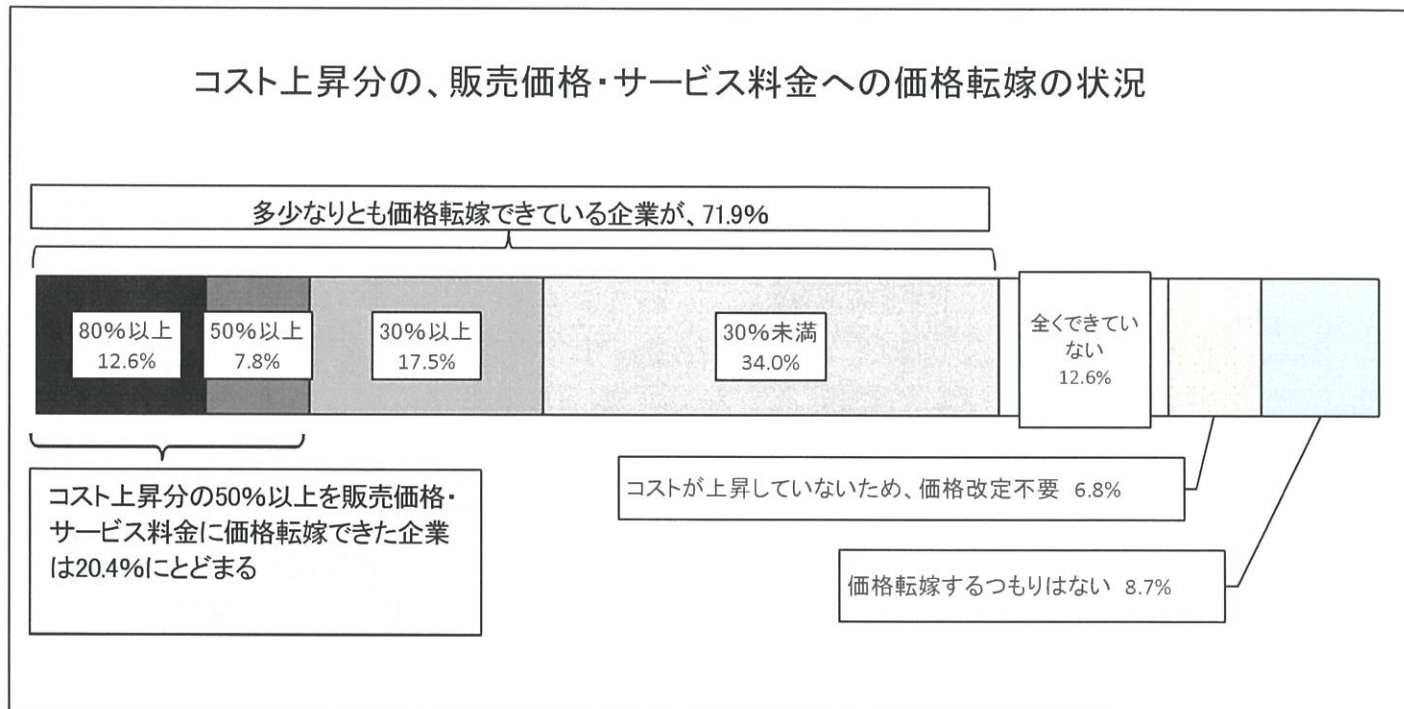 コスト上昇分の、販売価格・サービス料金への価格転嫁の状況
多少なりとも価格転嫁できている企業が、71.9%
80%以上
12.6%
50%以上
7.8%
30%以上
17.5%
30%未満
34.0%
全くできてい
ない
12.6%
コスト上昇分の50%以上を販売価格・
サービス料金に価格転嫁できた企業
は20.4%にとどまる
コストが上昇していないため、価格改定不要 6.8%
価格転嫁するつもりはない 8.7%